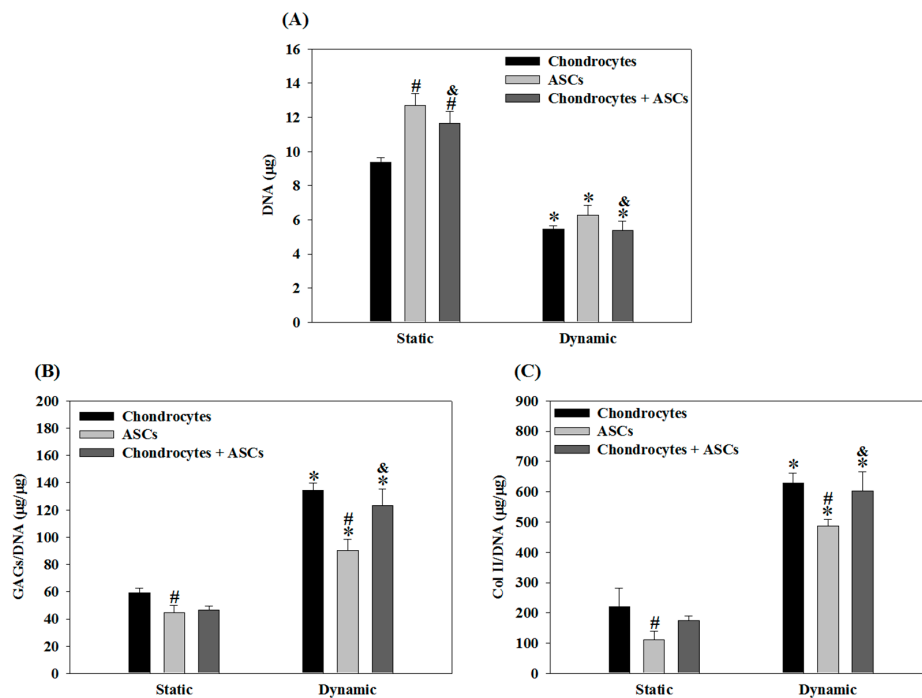 (A)
16
14
12
10
8
6
4
2
0
DNA (µg)
Chondrocytes
ASCs
Chondrocytes + ASCs
#
&
#
*
*
&
*
Static
Dynamic
(B)
200
180
160
140
120
100
80
60
40
20
0
GAGs/DNA (µg/µg)
Chondrocytes
ASCs
Chondrocytes + ASCs
#
*
#
*
&
*
Static
Dynamic
(C)
900
800
700
600
500
400
300
200
100
0
Col II/DNA (µg/µg)
Chondrocytes
ASCs
Chondrocytes + ASCs
#
*
#
*
&
*
Static
Dynamic